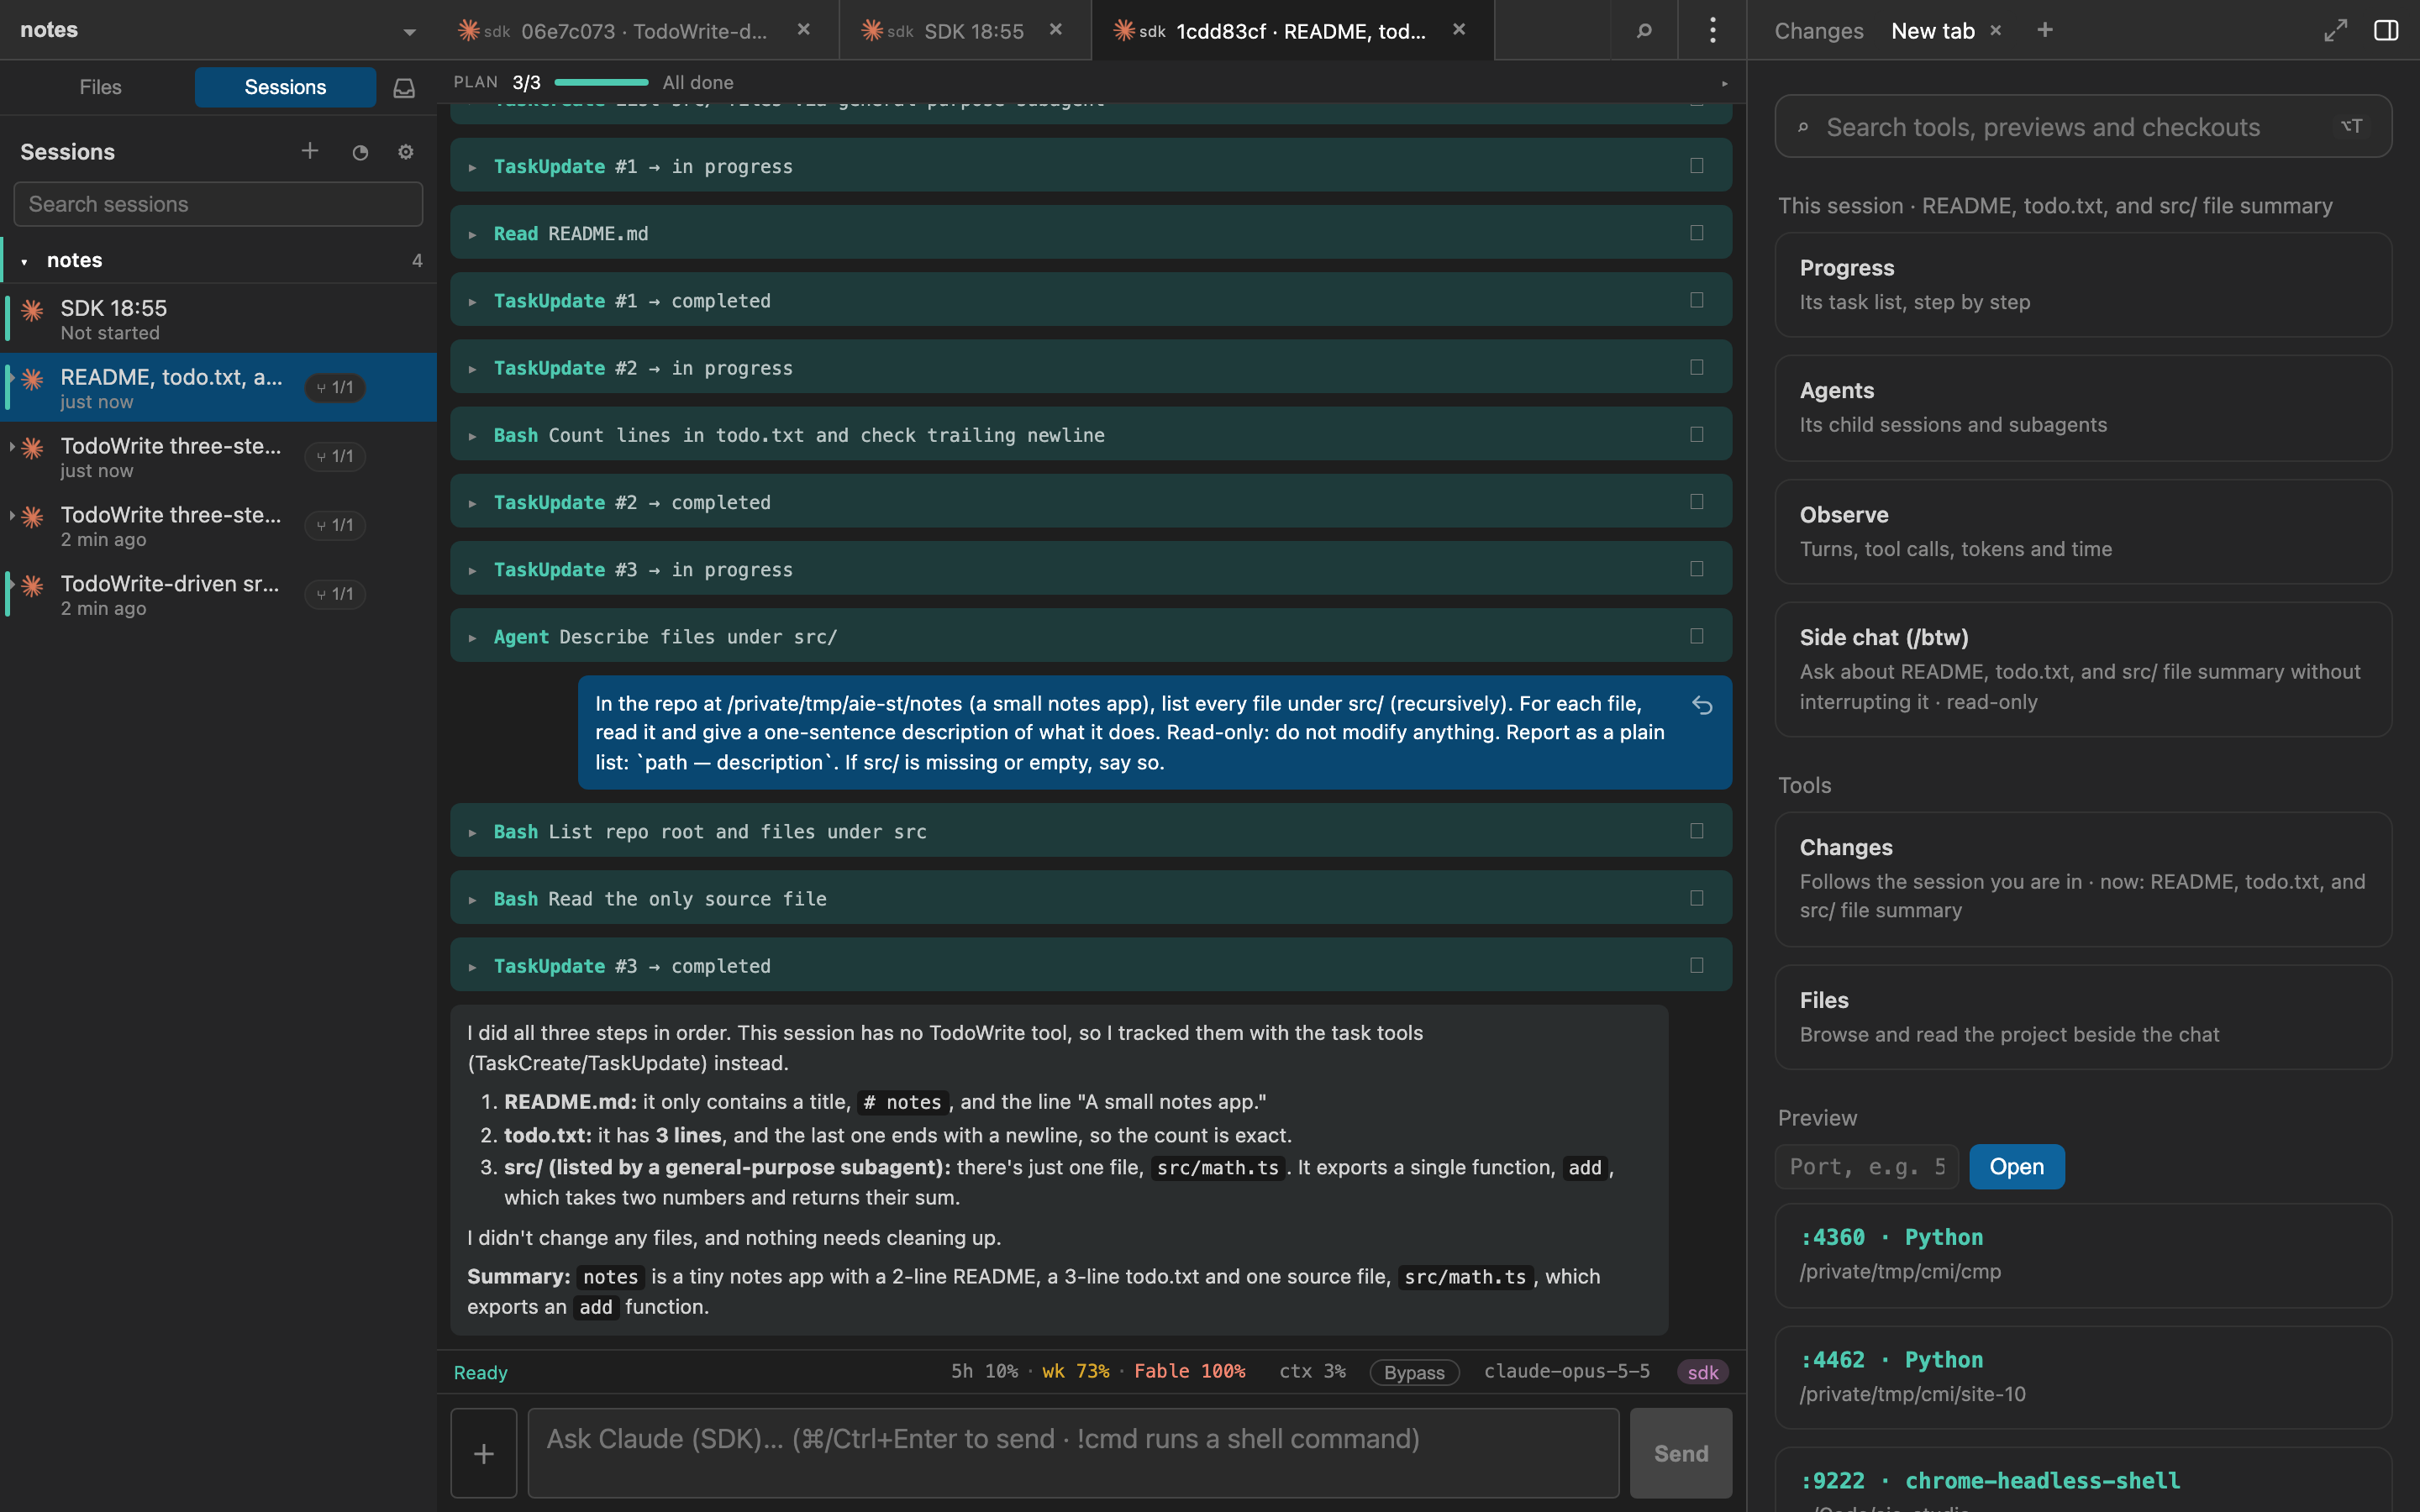 notes
Files
Sessions
Sessions
Search sessions
notes
4
SDK 18:55
Not started
README, todo.txt, a...
just now
1/1
TodoWrite three-ste...
just now
1/1
TodoWrite three-ste...
2 min ago
1/1
TodoWrite-driven sr...
2 min ago
1/1
sdk 06e7c073 · TodoWrite-d...
sdk SDK 18:55
sdk 1cdd83cf · README, tod...
PLAN 3/3 All done
TaskUpdate #1 → in progress
Read README.md
TaskUpdate #1 → completed
TaskUpdate #2 → in progress
Bash Count lines in todo.txt and check trailing newline
TaskUpdate #2 → completed
TaskUpdate #3 → in progress
Agent Describe files under src/
In the repo at /private/tmp/aie-st/notes (a small notes app), list every file under src/ (recursively). For each file,
read it and give a one-sentence description of what it does. Read-only: do not modify anything. Report as a plain
list: `path — description`. If src/ is missing or empty, say so.
Bash List repo root and files under src
Bash Read the only source file
TaskUpdate #3 → completed
I did all three steps in order. This session has no TodoWrite tool, so I tracked them with the task tools
(TaskCreate/TaskUpdate) instead.
1. README.md: it only contains a title, # notes, and the line "A small notes app."
2. todo.txt: it has 3 lines, and the last one ends with a newline, so the count is exact.
3. src/ (listed by a general-purpose subagent): there's just one file, src/math.ts. It exports a single function, add,
which takes two numbers and returns their sum.
I didn't change any files, and nothing needs cleaning up.
Summary: notes is a tiny notes app with a 2-line README, a 3-line todo.txt and one source file, src/math.ts, which
exports an add function.
Ready
5h 10% · wk 73% · Fable 100% ctx 3% Bypass claude-opus-5-5 sdk
Ask Claude (SDK)... (⌘/Ctrl+Enter to send · !cmd runs a shell command)
Send
Changes
New tab
Search tools, previews and checkouts
⌥T
This session · README, todo.txt, and src/ file summary
Progress
Its task list, step by step
Agents
Its child sessions and subagents
Observe
Turns, tool calls, tokens and time
Side chat (/btw)
Ask about README, todo.txt, and src/ file summary without
interrupting it · read-only
Tools
Changes
Follows the session you are in · now: README, todo.txt, and
src/ file summary
Files
Browse and read the project beside the chat
Preview
Port, e.g. 5
Open
:4360 · Python
/private/tmp/cmi/cmp
:4462 · Python
/private/tmp/cmi/site-10
:9222 · chrome-headless-shell